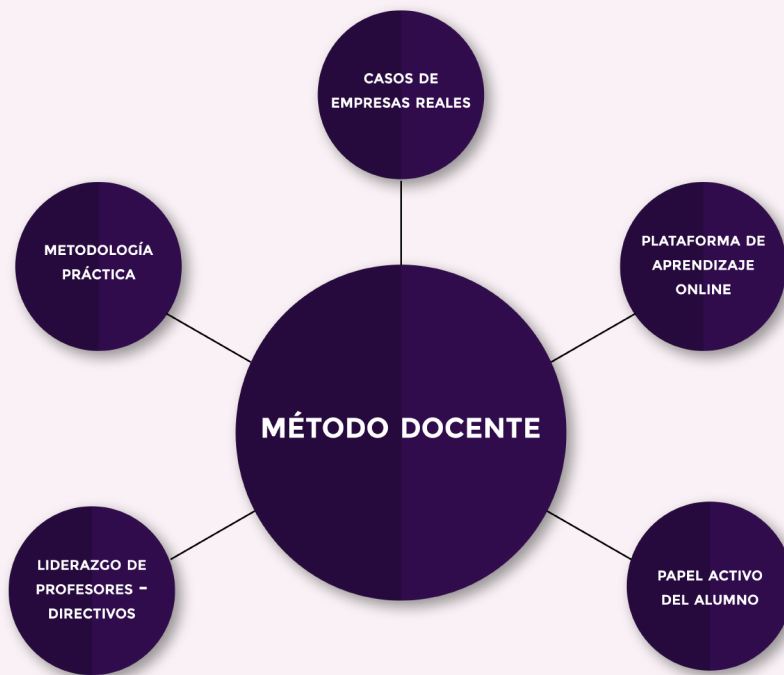 CASOS DE
EMPRESAS REALES
METODOLOGÍA
PRÁCTICA
PLATAFORMA DE
APRENDIZAJE
ONLINE
MÉTODO DOCENTE
LIDERAZGO DE
PROFESORES –
DIRECTIVOS
PAPEL ACTIVO
DEL ALUMNO